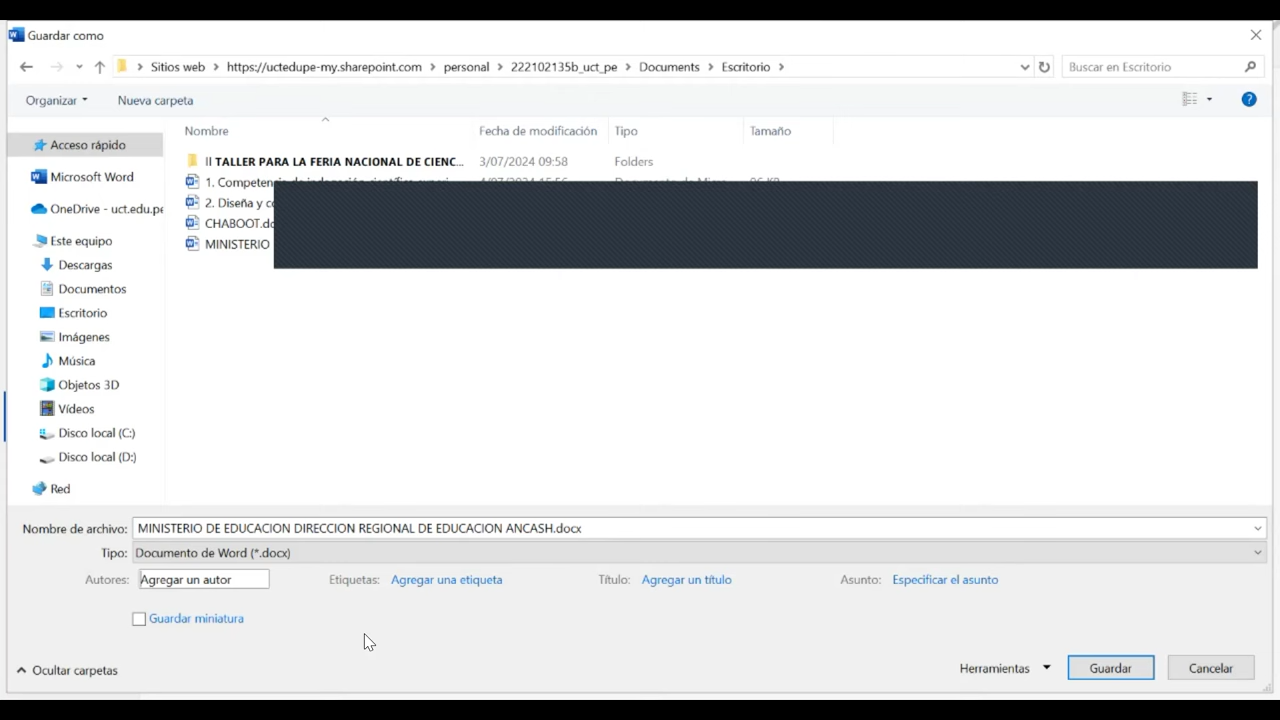 Guardar como
Sitios web > https://uctedupe-my.sharepoint.com > personal > 222102135b_uct_pe > Documents > Escritorio >
Buscar en Escritorio
Organizar
Nueva carpeta
Nombre
Fecha de modificación
Tipo
Tamaño
Acceso rápido
Microsoft Word
OneDrive - uct.edu.pe
Este equipo
Descargas
Documentos
Escritorio
Imágenes
Música
Objetos 3D
Vídeos
Disco local (C:)
Disco local (D:)
Red
II TALLER PARA LA FERIA NACIONAL DE CIENC... 3/07/2024 09:58 Folders
1.
2. Diseña y
CHABOOT
MINISTERIO
Nombre de archivo: MINISTERIO DE EDUCACION DIRECCION REGIONAL DE EDUCACION ANCASH.docx
Tipo: Documento de Word (*.docx)
Autores: Agregar un autor Etiquetas: Agregar una etiqueta Título: Agregar un título Asunto: Especificar el asunto
Guardar miniatura
Ocultar carpetas
Herramientas
Guardar
Cancelar